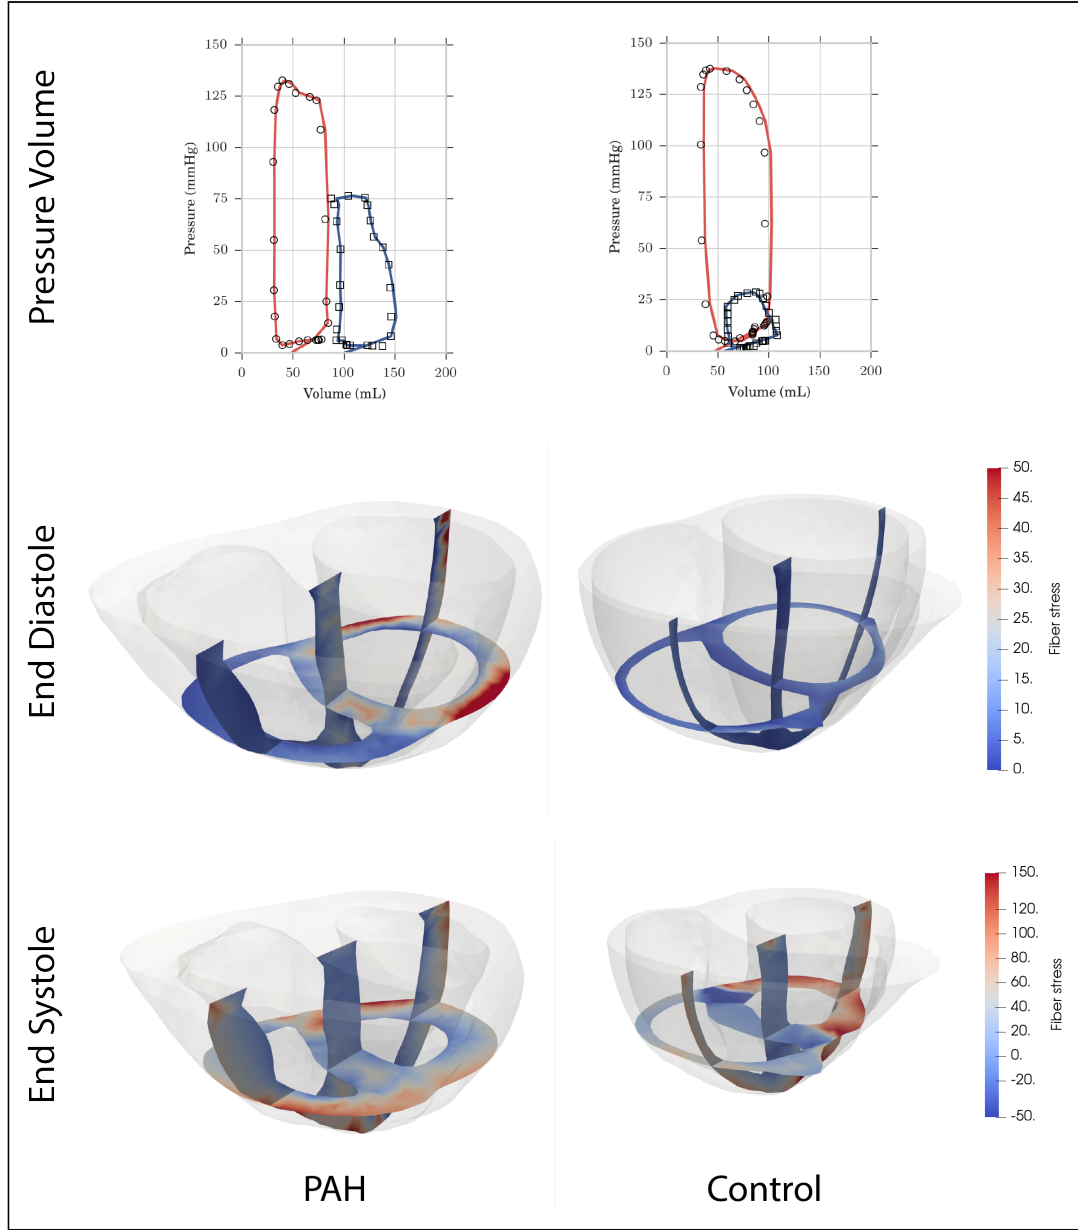 Pressure Volume
150
125
100
75
50
25
0
0 50 100 150 200
Pressure (mmHg)
Volume (mL)
150
125
100
75
50
25
0
0 50 100 150 200
Pressure (mmHg)
Volume (mL)
End Diastole
50.
45.
40.
35.
30.
25.
20.
15.
10.
5.
0.
Fiber stress
End Systole
150.
120.
100.
80.
60.
40.
20.
0.
-20.
-50.
Fiber stress
PAH Control